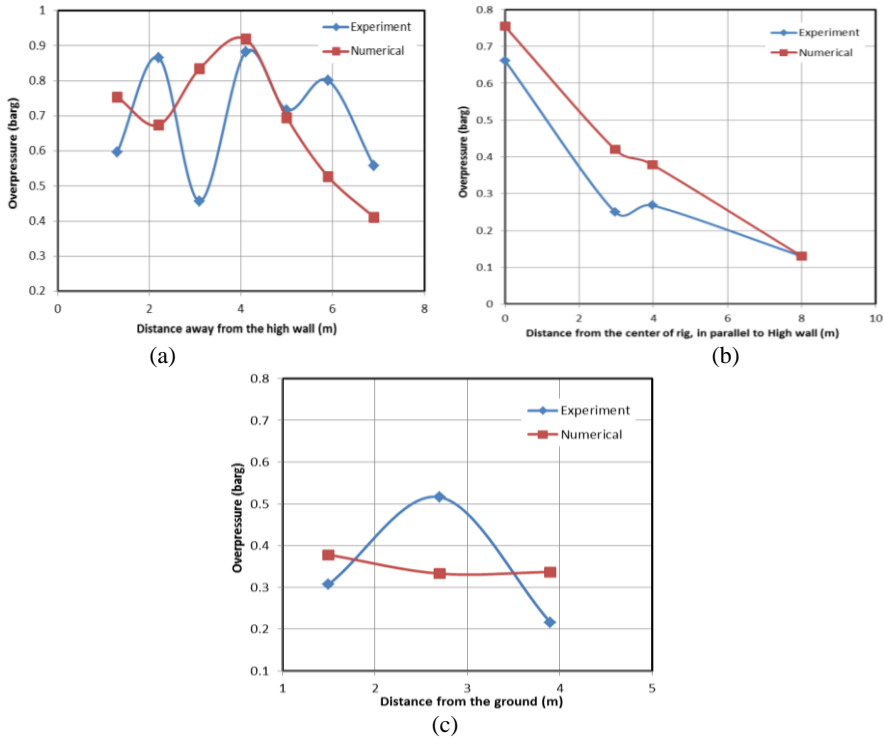 1
0.9
0.8
0.7
0.6
0.5
0.4
0.3
0.2
0
2
4
6
8
Overpressure (barg)
Distance away from the high wall (m)
Experiment
Numerical
(a)
0.8
0.7
0.6
0.5
0.4
0.3
0.2
0.1
0
0
2
4
6
8
10
Overpressure (barg)
Distance from the center of rig, in parallel to High wall (m)
Experiment
Numerical
(b)
0.8
0.7
0.6
0.5
0.4
0.3
0.2
0.1
1
2
3
4
5
Overpressure (barg)
Distance from the ground (m)
Experiment
Numerical
(c)